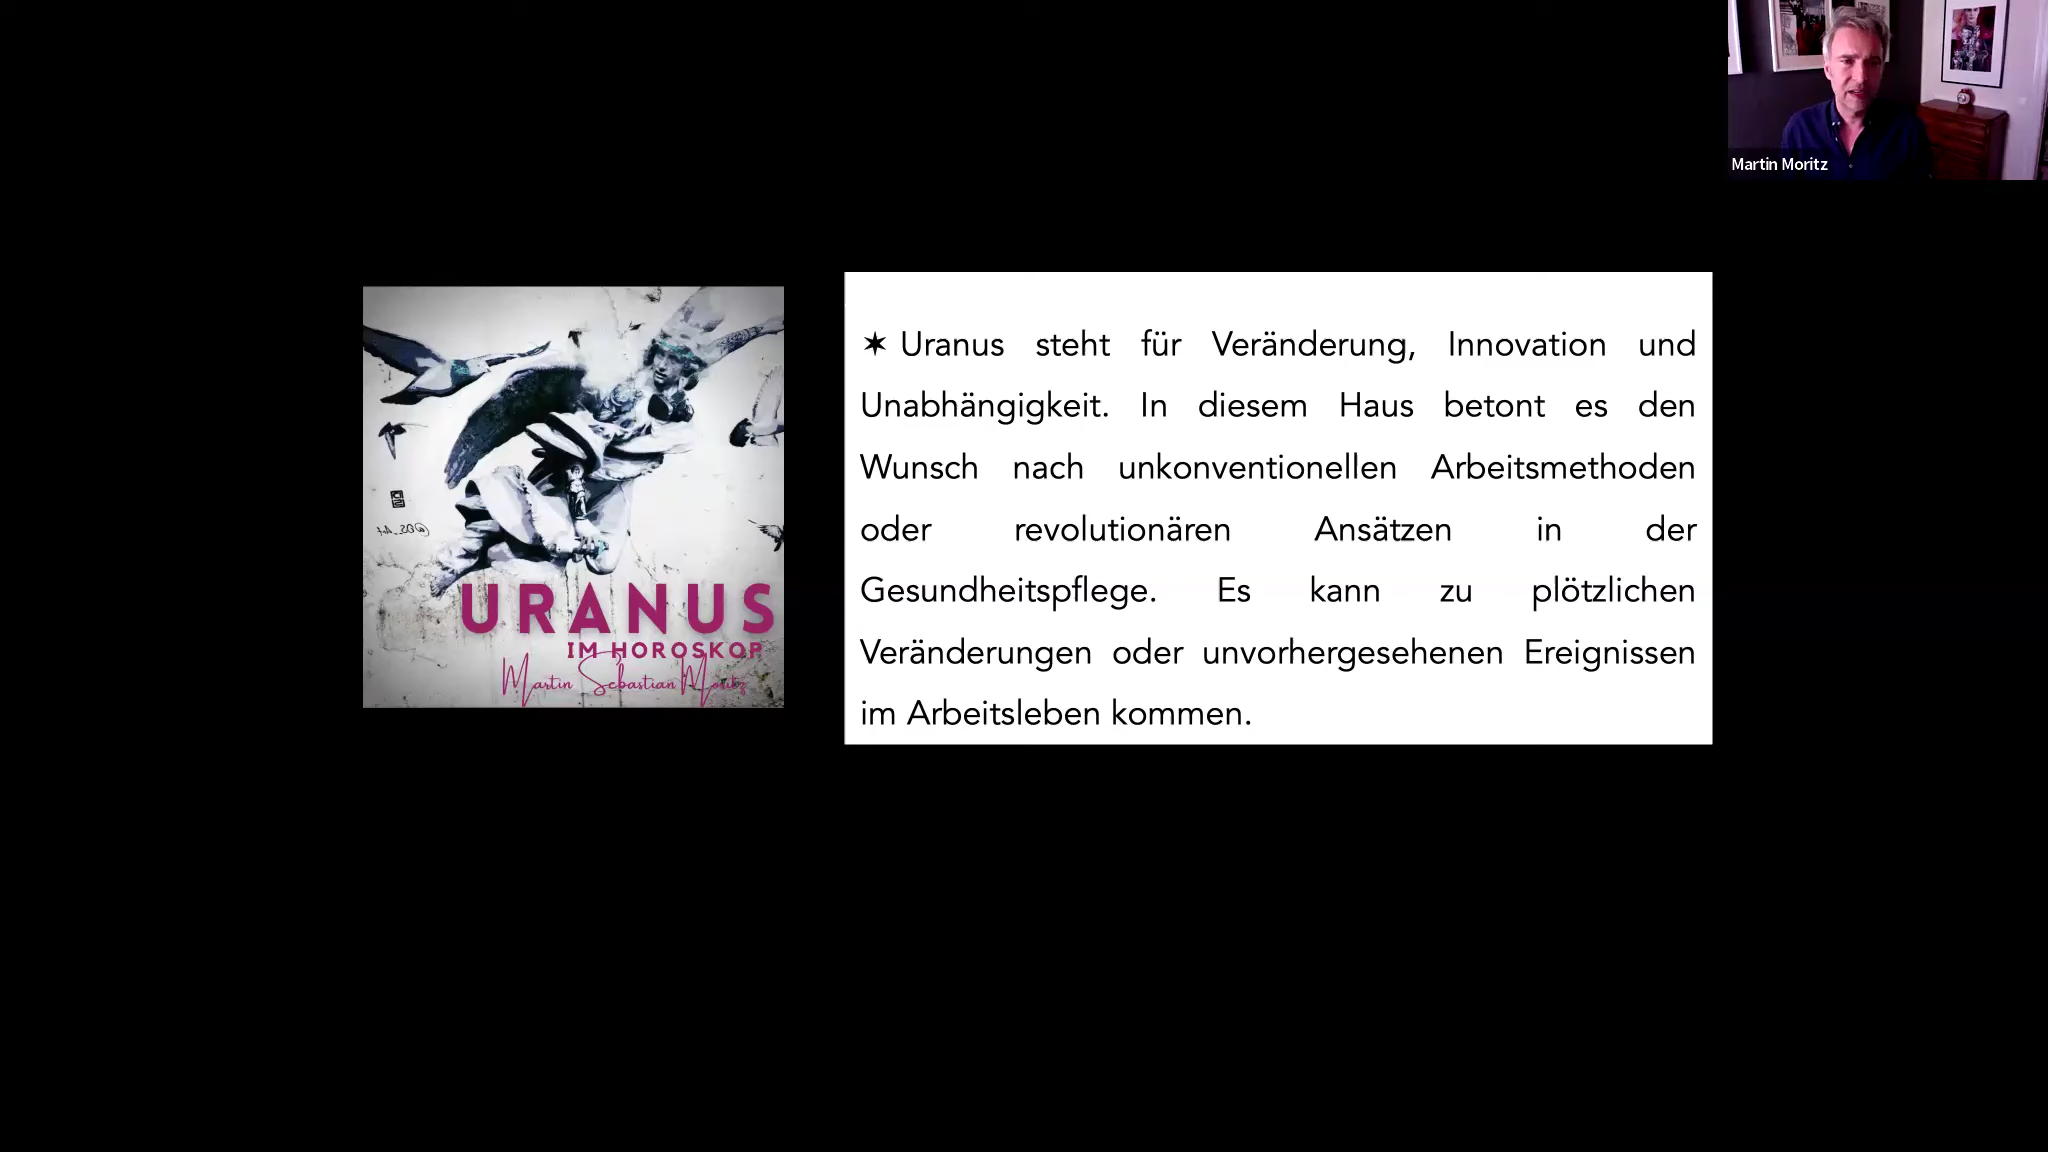 Martin Moritz
URANUS
IM HOROSKOP
Martin Sebastian Moritz
✶ Uranus steht für Veränderung, Innovation und
Unabhängigkeit. In diesem Haus betont es den
Wunsch nach unkonventionellen Arbeitsmethoden
oder revolutionären Ansätzen in der
Gesundheitspflege. Es kann zu plötzlichen
Veränderungen oder unvorhergesehenen Ereignissen
im Arbeitsleben kommen.